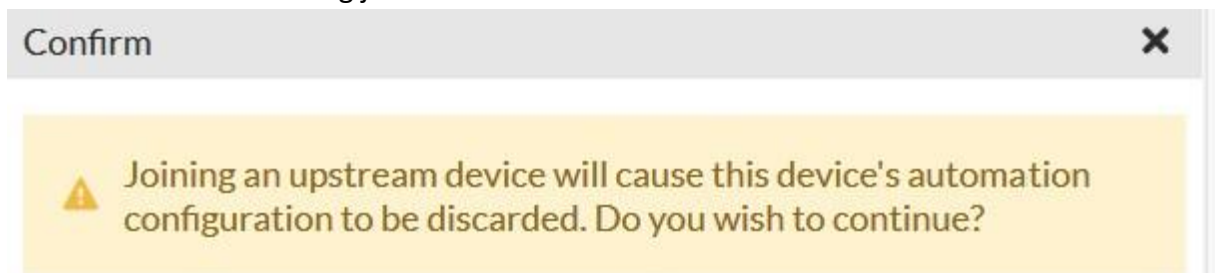 Confirm
Joining an upstream device will cause this device's automation
configuration to be discarded. Do you wish to continue?